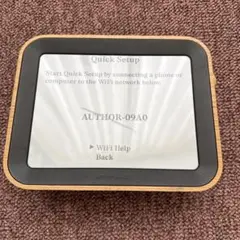 Quick Setup
Start Quick Setup by connecting a phone or
computer to the WiFi network below.
AUTHOR-09A0
▸ WiFi Help
Back